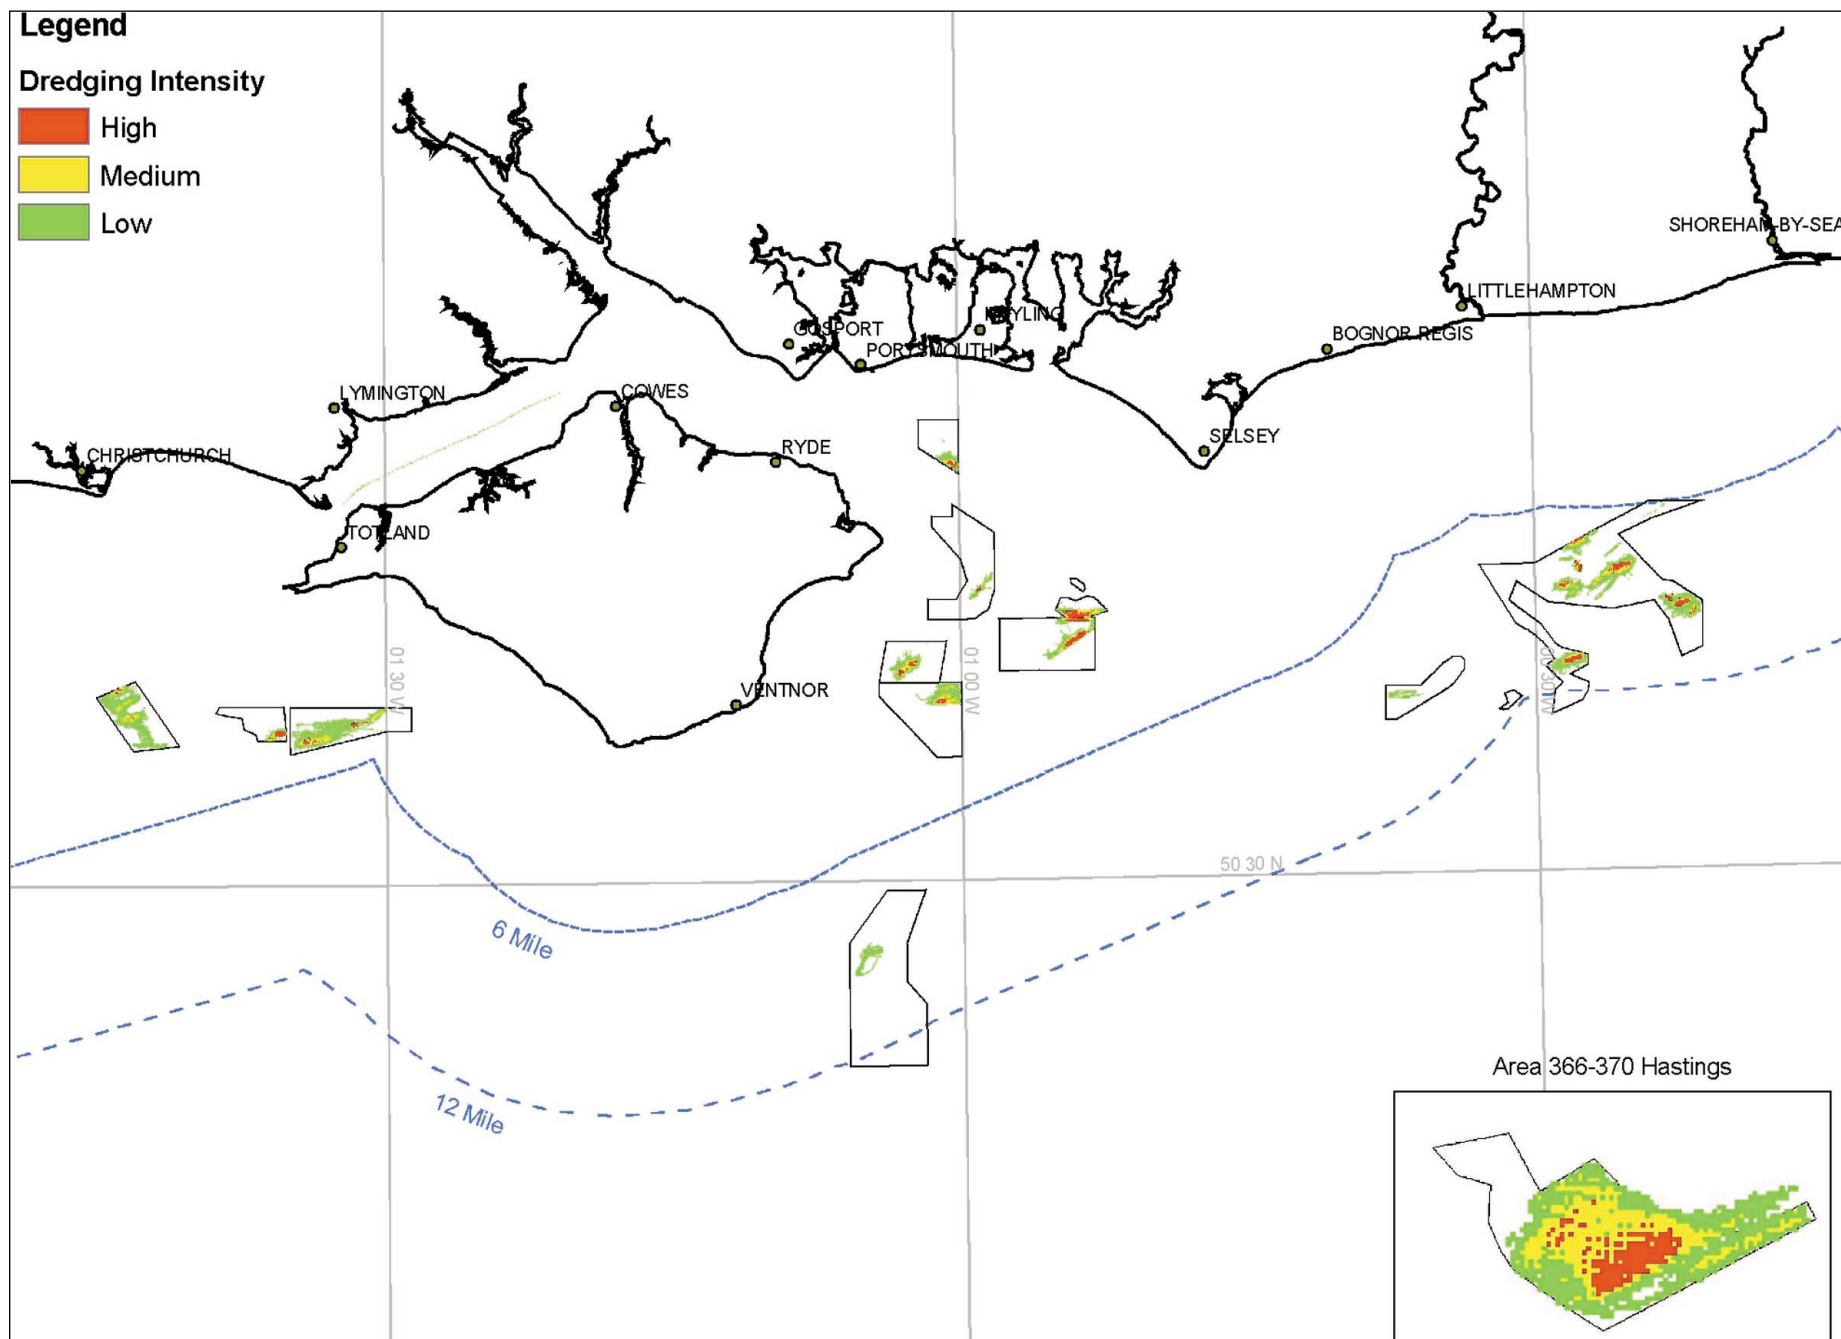 Legend
Dredging Intensity
High
Medium
Low
SHOREHAM-BY-SEA
LITTLEHAMPTON
HAYLING
GOSPORT
BOGNOR REGIS
PORTSMOUTH
LYMINGTON
COWES
SELSEY
RYDE
CHRISTCHURCH
TOTLAND
01 30 W
01 00 W
00 30 W
VENTNOR
50 30 N
6 Mile
12 Mile
Area 366-370 Hastings